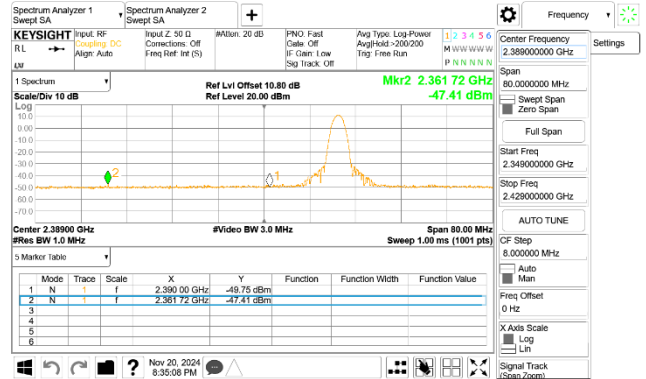 Spectrum Analyzer 1
Swept SA
Spectrum Analyzer 2
Swept SA
+
Frequency
KEYSIGHT
RL
Input: RF
Coupling: DC
Align: Auto
Input Z: 50 Ω
Corrections: Off
Freq Ref: Int (S)
#Atten: 20 dB
PNO: Fast
Gate: Off
IF Gain: Low
Sig Track: Off
Avg Type: Log-Power
Avg|Hold:>200/200
Trig: Free Run
1 2 3 4 5 6
M W W W W W
P N N N N N
1 Spectrum
Scale/Div 10 dB
Ref Lvl Offset 10.80 dB
Ref Level 20.00 dBm
Mkr2 2.361 72 GHz
-47.41 dBm
Log
10.0
0.00
-10.0
-20.0
-30.0
-40.0
-50.0
-60.0
-70.0
2
1
Center 2.38900 GHz
#Res BW 1.0 MHz
#Video BW 3.0 MHz
Span 80.00 MHz
Sweep 1.00 ms (1001 pts)
5 Marker Table
Mode Trace Scale X Y Function Function Width Function Value
1 N 1 f 2.390 00 GHz -49.75 dBm
2 N 1 f 2.361 72 GHz -47.41 dBm
3
4
5
6
Nov 20, 2024
8:35:08 PM
Center Frequency
2.389000000 GHz
Settings
Span
80.0000000 MHz
Swept Span
Zero Span
Full Span
Start Freq
2.349000000 GHz
Stop Freq
2.429000000 GHz
AUTO TUNE
CF Step
8.000000 MHz
Auto
Man
Freq Offset
0 Hz
X Axis Scale
Log
Lin
Signal Track
(Span Zoom)